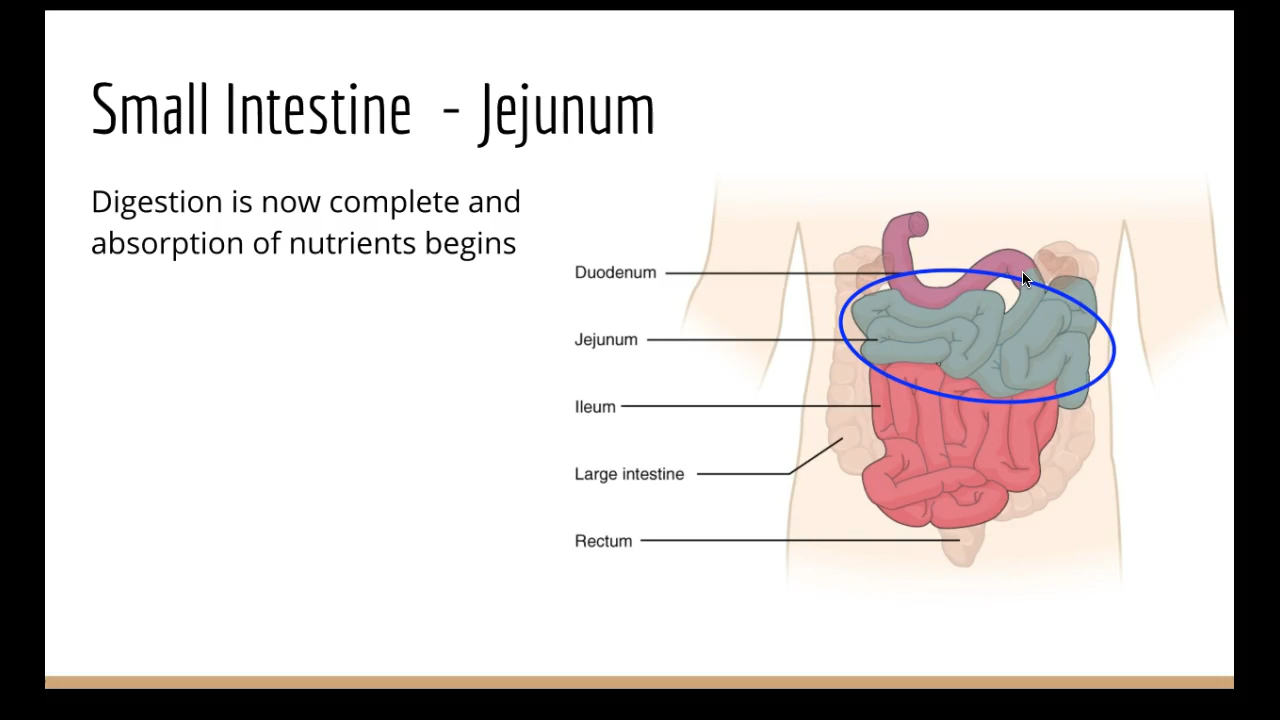 Small Intestine - Jejunum
Digestion is now complete and
absorption of nutrients begins
Duodenum
Jejunum
Ileum
Large intestine
Rectum